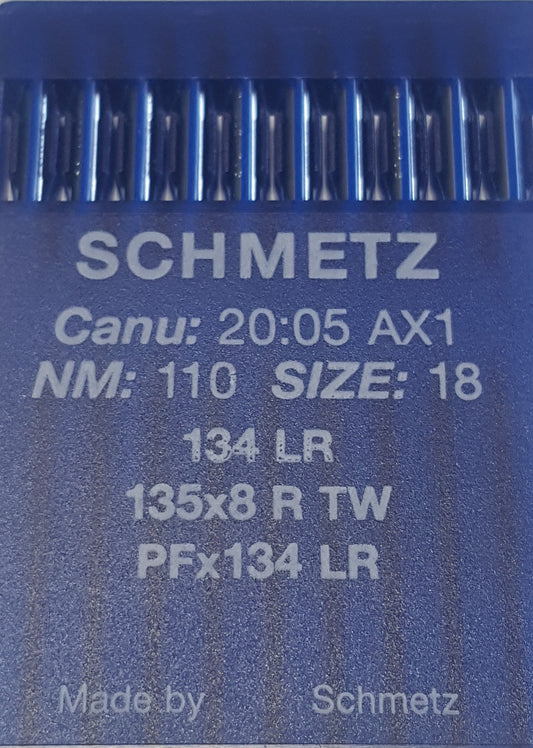 SCHMETZ
Canu: 20:05 AX1
NM: 110 SIZE: 18
134 LR
135x8 R TW
PFx134 LR
Made by Schmetz